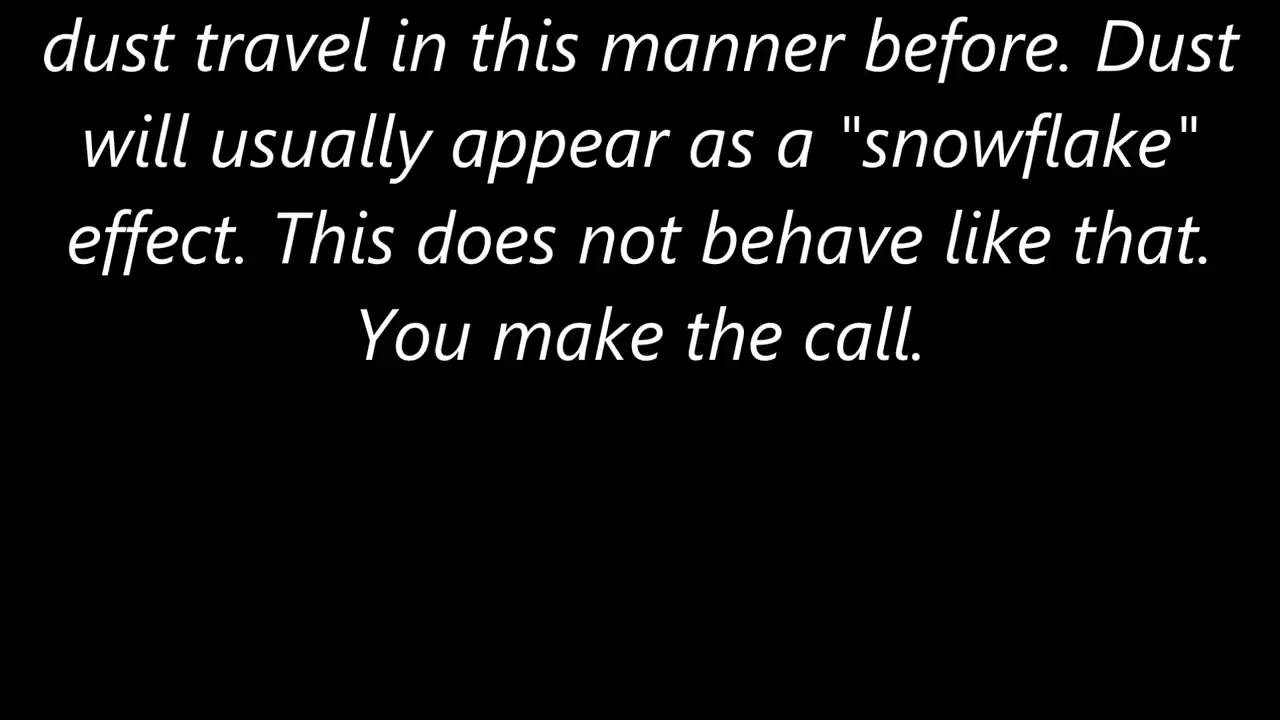 dust travel in this manner before. Dust
will usually appear as a "snowflake"
effect. This does not behave like that.
You make the call.